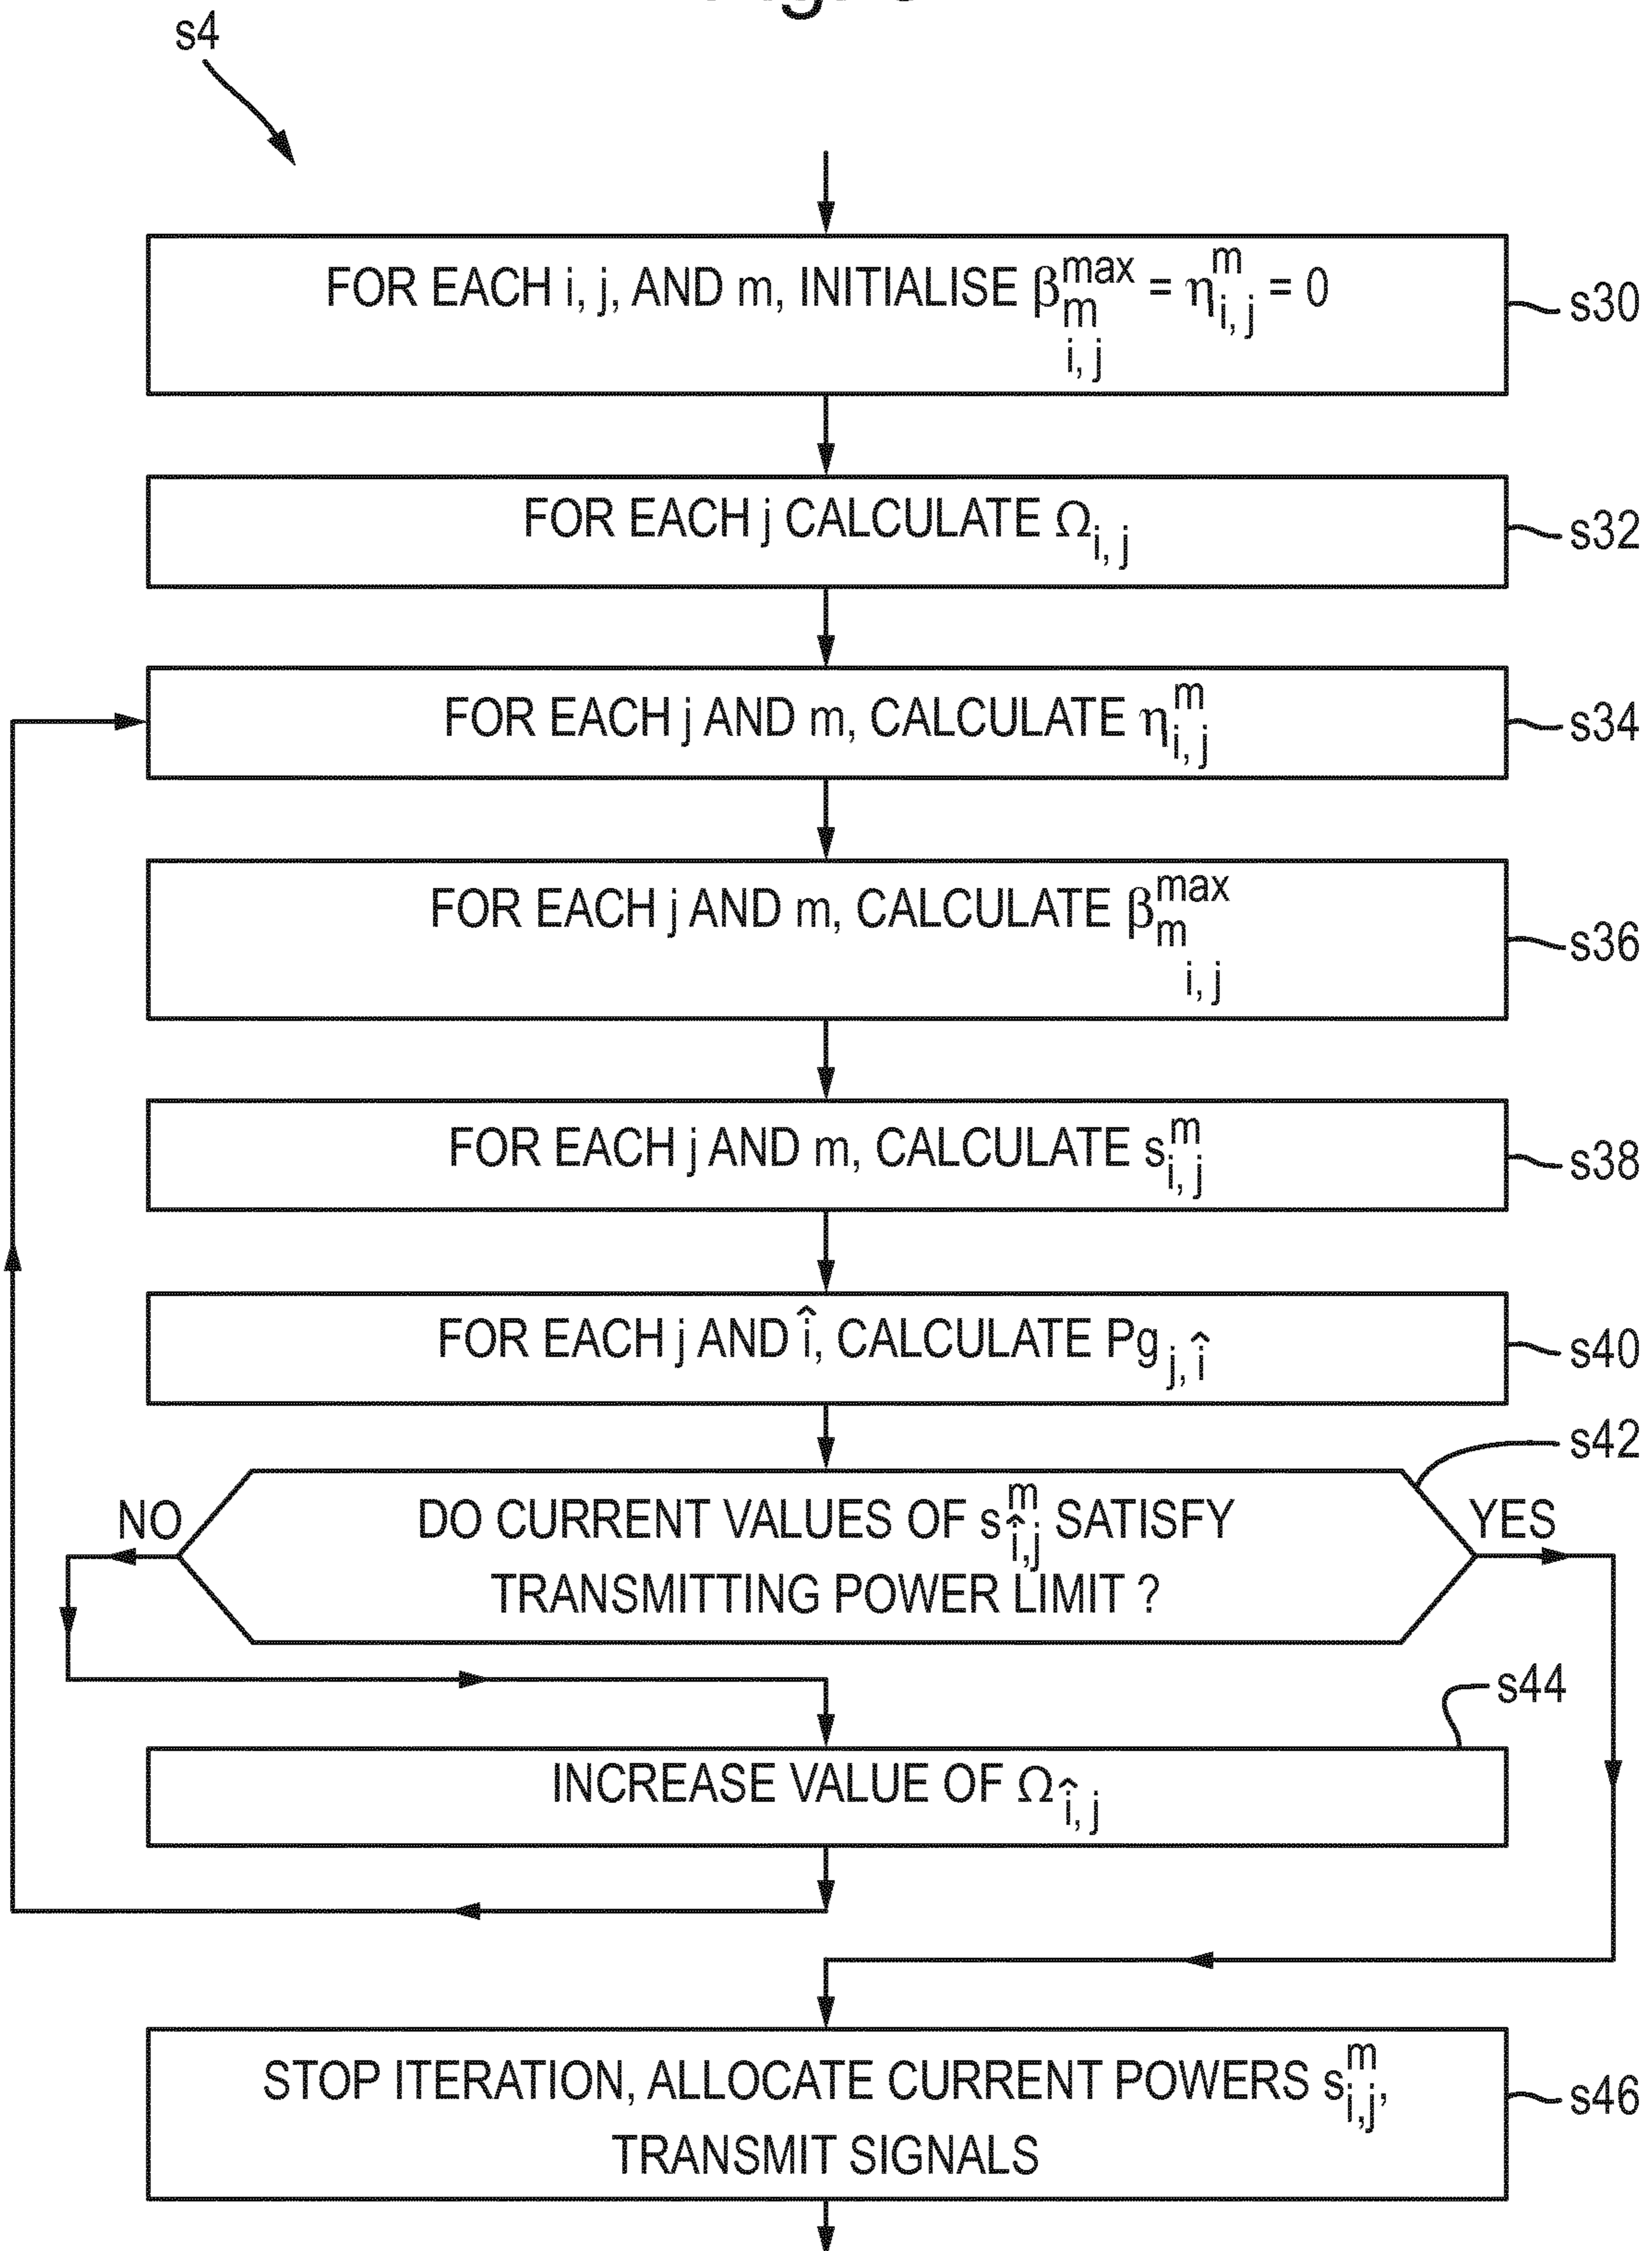 s4
FOR EACH i, j, AND m, INITIALISE β^max_m_i, j = η^m_i, j = 0
s30
FOR EACH j CALCULATE Ω_i, j
s32
FOR EACH j AND m, CALCULATE η^m_i, j
s34
FOR EACH j AND m, CALCULATE β^max_m_i, j
s36
FOR EACH j AND m, CALCULATE s^m_i, j
s38
FOR EACH j AND î, CALCULATE Pg_j, î
s40
s42
NO
DO CURRENT VALUES OF s^m_î,j SATISFY
YES
TRANSMITTING POWER LIMIT ?
s44
INCREASE VALUE OF Ω_î, j
STOP ITERATION, ALLOCATE CURRENT POWERS s^m_i,j,
s46
TRANSMIT SIGNALS